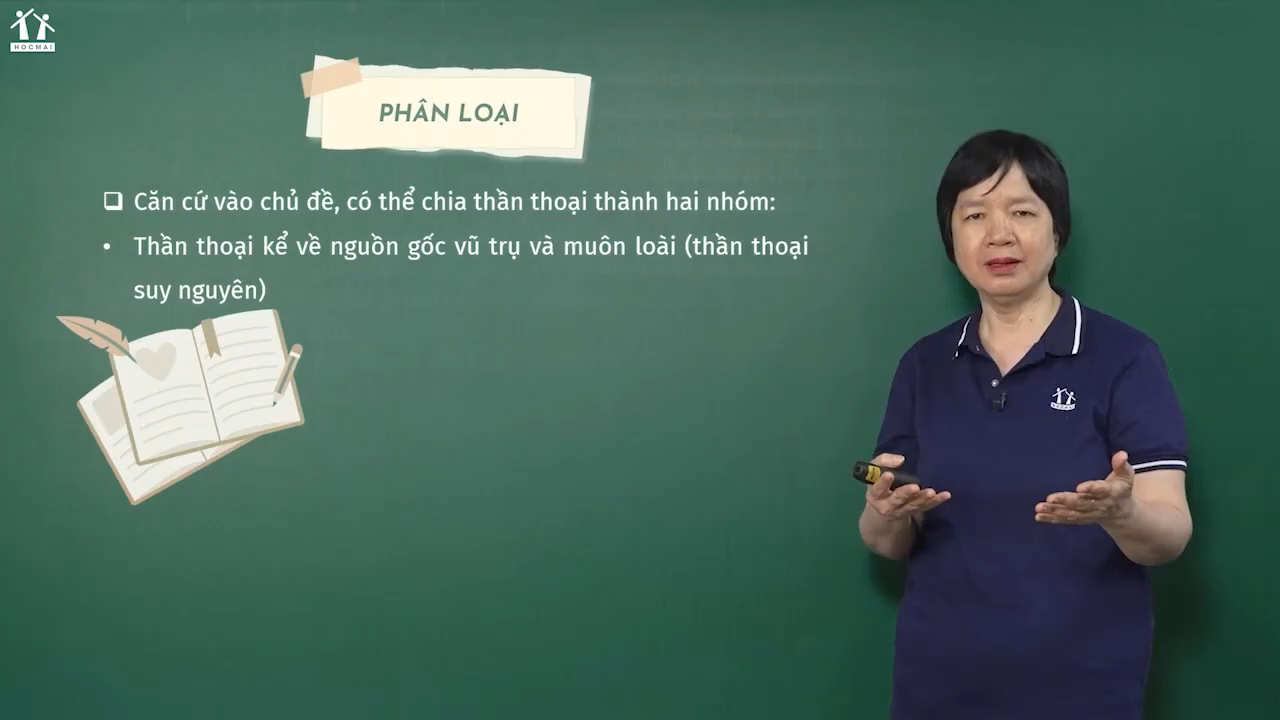 HOCMAI
PHÂN LOẠI
❑ Căn cứ vào chủ đề, có thể chia thần thoại thành hai nhóm:
• Thần thoại kể về nguồn gốc vũ trụ và muôn loài (thần thoại
suy nguyên)
HOCMAI